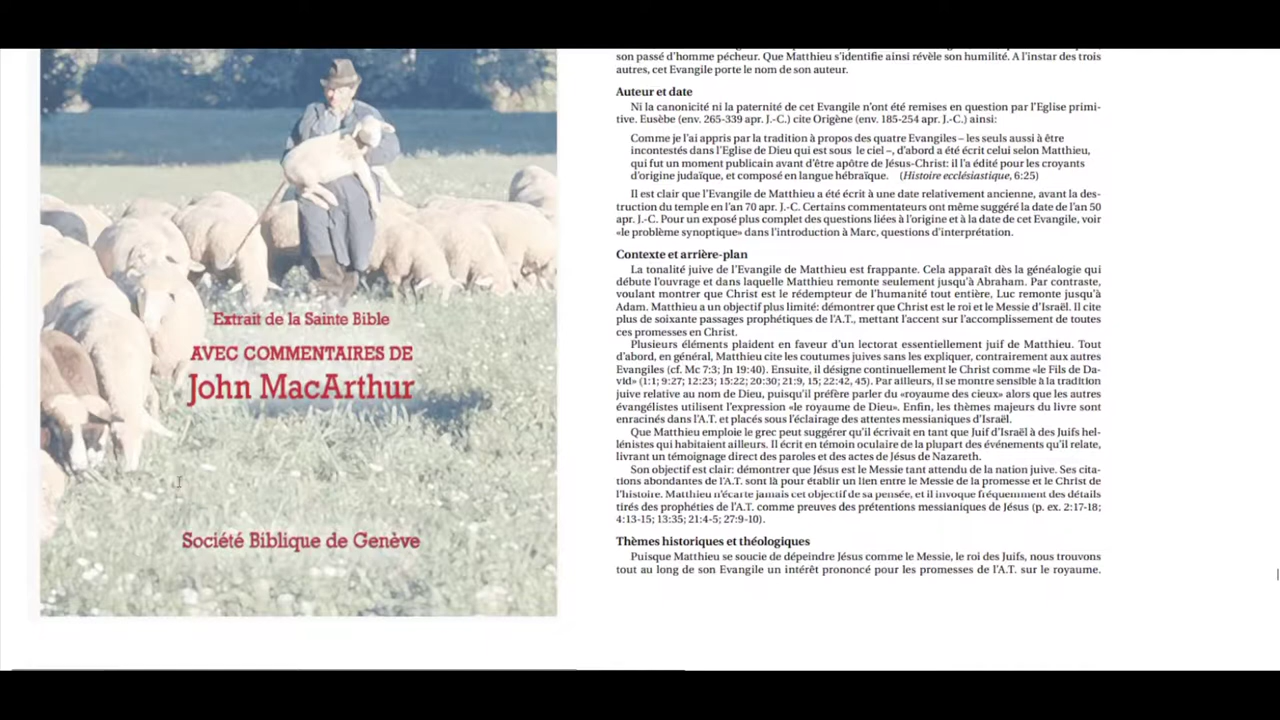 Extrait de la Sainte Bible
AVEC COMMENTAIRES DE
John MacArthur
Société Biblique de Genève
son passé d'homme pécheur. Que Matthieu s'identifie ainsi révèle son humilité. A l'instar des trois
autres, cet Evangile porte le nom de son auteur.
Auteur et date
Ni la canonicité ni la paternité de cet Evangile n'ont été remises en question par l'Eglise primi-
tive. Eusèbe (env. 265-339 apr. J.-C.) cite Origène (env. 185-254 apr. J.-C.) ainsi:
Comme je l'ai appris par la tradition à propos des quatre Evangiles – les seuls aussi à être
incontestés dans l'Eglise de Dieu qui est sous le ciel –, d'abord a été écrit celui selon Matthieu,
qui fut un moment publicain avant d'être apôtre de Jésus-Christ: il l'a édité pour les croyants
d'origine judaïque, et composé en langue hébraïque. (Histoire ecclésiastique, 6:25)
Il est clair que l'Evangile de Matthieu a été écrit à une date relativement ancienne, avant la des-
truction du temple en l'an 70 apr. J.-C. Certains commentateurs ont même suggéré la date de l'an 50
apr. J.-C. Pour un exposé plus complet des questions liées à l'origine et à la date de cet Evangile, voir
«le problème synoptique» dans l'introduction à Marc, questions d'interprétation.
Contexte et arrière-plan
La tonalité juive de l'Evangile de Matthieu est frappante. Cela apparaît dès la généalogie qui
débute l'ouvrage et dans laquelle Matthieu remonte seulement jusqu'à Abraham. Par contraste,
voulant montrer que Christ est le rédempteur de l'humanité tout entière, Luc remonte jusqu'à
Adam. Matthieu a un objectif plus limité: démontrer que Christ est le roi et le Messie d'Israël. Il cite
plus de soixante passages prophétiques de l'A.T., mettant l'accent sur l'accomplissement de toutes
ces promesses en Christ.
Plusieurs éléments plaident en faveur d'un lectorat essentiellement juif de Matthieu. Tout
d'abord, en général, Matthieu cite les coutumes juives sans les expliquer, contrairement aux autres
Evangiles (cf. Mc 7:3; Jn 19:40). Ensuite, il désigne continuellement le Christ comme «le Fils de Da-
vid» (1:1; 9:27; 12:23; 15:22; 20:30; 21:9, 15; 22:42, 45). Par ailleurs, il se montre sensible à la tradition
juive relative au nom de Dieu, puisqu'il préfère parler du «royaume des cieux» alors que les autres
évangélistes utilisent l'expression «le royaume de Dieu». Enfin, les thèmes majeurs du livre sont
enracinés dans l'A.T. et placés sous l'éclairage des attentes messianiques d'Israël.
Que Matthieu emploie le grec peut suggérer qu'il écrivait en tant que Juif d'Israël à des Juifs hel-
lénistes qui habitaient ailleurs. Il écrit en témoin oculaire de la plupart des événements qu'il relate,
livrant un témoignage direct des paroles et des actes de Jésus de Nazareth.
Son objectif est clair: démontrer que Jésus est le Messie tant attendu de la nation juive. Ses cita-
tions abondantes de l'A.T. sont là pour établir un lien entre le Messie de la promesse et le Christ de
l'histoire. Matthieu n'écarte jamais cet objectif de sa pensée, et il invoque fréquemment des détails
tirés des prophéties de l'A.T. comme preuves des prétentions messianiques de Jésus (p. ex. 2:17-18;
4:13-15; 13:35; 21:4-5; 27:9-10).
Thèmes historiques et théologiques
Puisque Matthieu se soucie de dépeindre Jésus comme le Messie, le roi des Juifs, nous trouvons
tout au long de son Evangile un intérêt prononcé pour les promesses de l'A.T. sur le royaume.